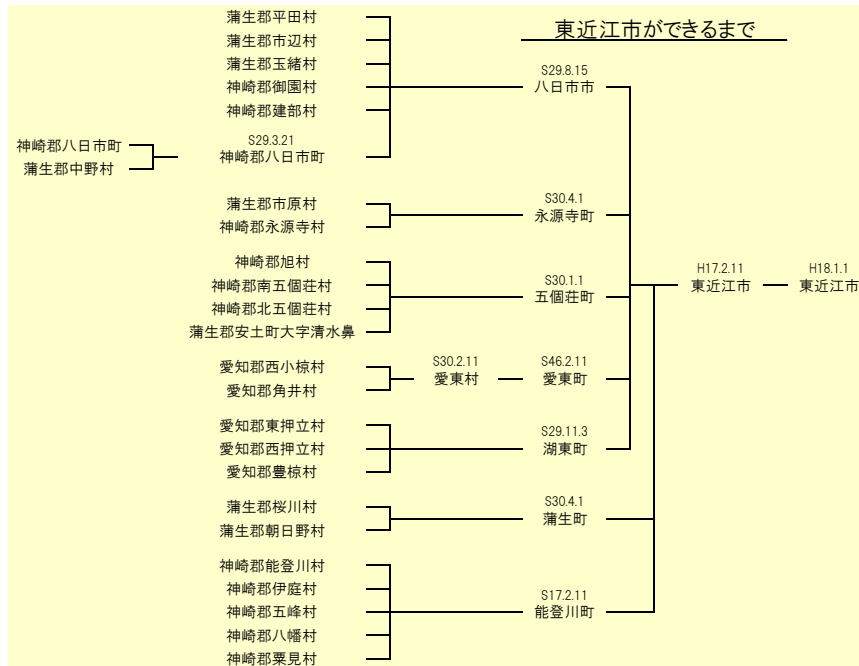 東近江市ができるまで
蒲生郡平田村
蒲生郡市辺村
蒲生郡玉緒村
神崎郡御園村
神崎郡建部村
S29.8.15
八日市市
神崎郡八日市町
蒲生郡中野村
S29.3.21
神崎郡八日市町
蒲生郡市原村
神崎郡永源寺村
S30.4.1
永源寺町
神崎郡旭村
神崎郡南五個荘村
神崎郡北五個荘村
蒲生郡安土町大字清水鼻
S30.1.1
五個荘町
H17.2.11
東近江市
H18.1.1
東近江市
愛知郡西小椋村
愛知郡角井村
S30.2.11
愛東村
S46.2.11
愛東町
愛知郡東押立村
愛知郡西押立村
愛知郡豊椋村
S29.11.3
湖東町
蒲生郡桜川村
蒲生郡朝日野村
S30.4.1
蒲生町
神崎郡能登川村
神崎郡伊庭村
神崎郡五峰村
神崎郡八幡村
神崎郡粟見村
S17.2.11
能登川町